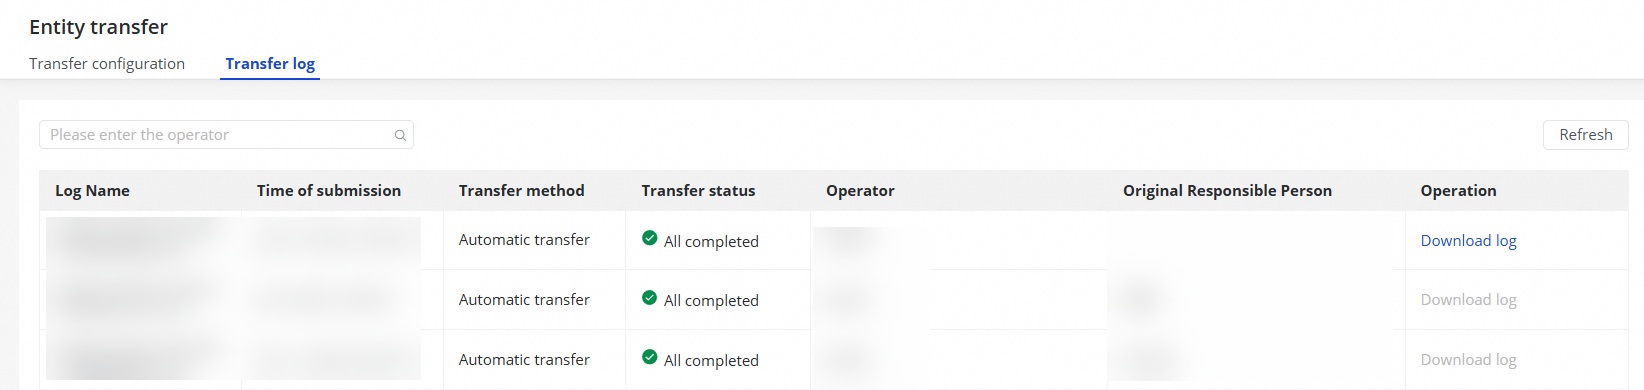 Entity transfer
Transfer configuration Transfer log
Please enter the operator Refresh
Log Name Time of submission Transfer method Transfer status Operator Original Responsible Person Operation
Automatic transfer All completed Download log
Automatic transfer All completed Download log
Automatic transfer All completed Download log